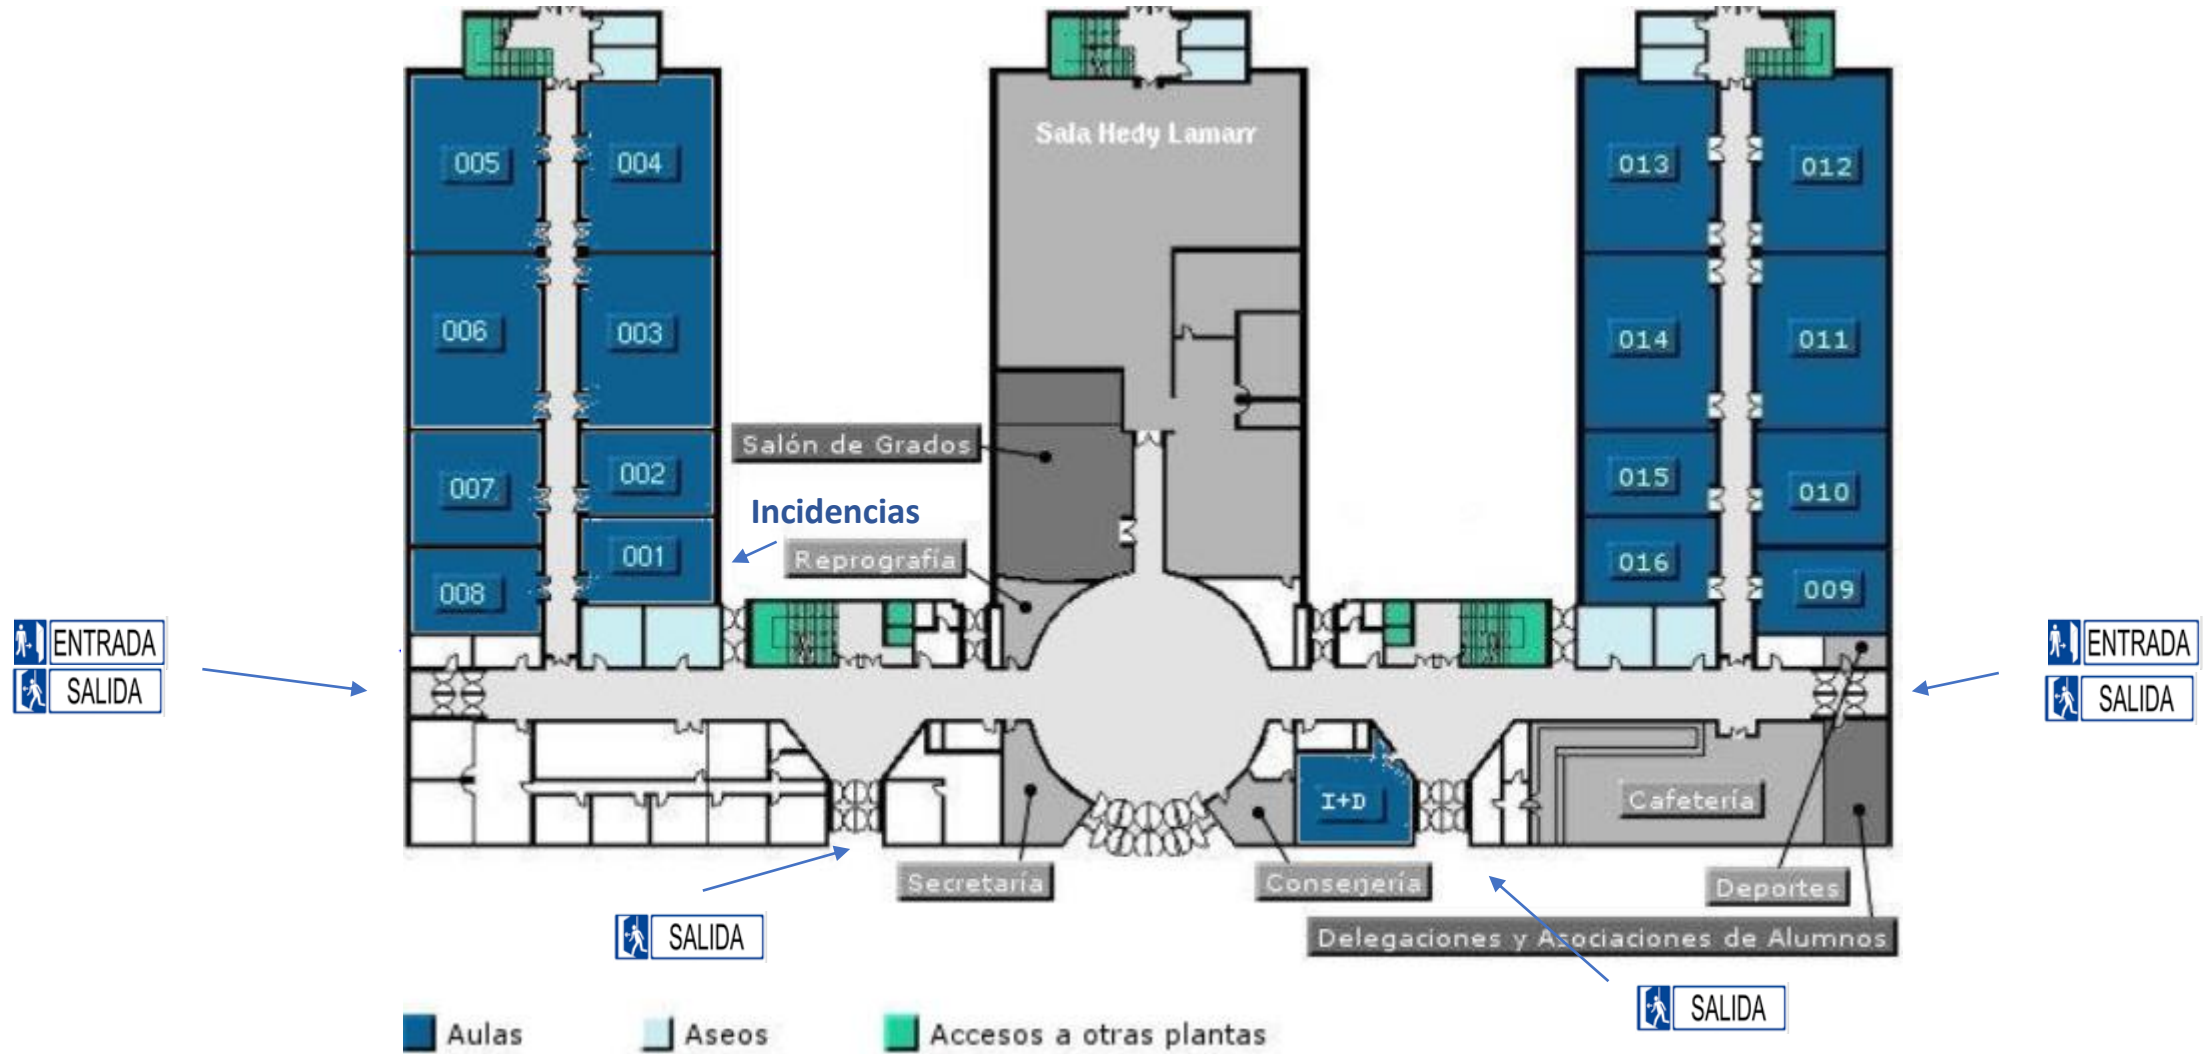 Sala Hedy Lamarr
005
004
013
012
006
003
014
011
Salón de Grados
007
002
015
010
Incidencias
Reprografía
008
001
016
009
ENTRADA
SALIDA
ENTRADA
SALIDA
I+D
Cafetería
Secretaría
Conserjería
Deportes
Delegaciones y Asociaciones de Alumnos
SALIDA
SALIDA
Aulas
Aseos
Accesos a otras plantas